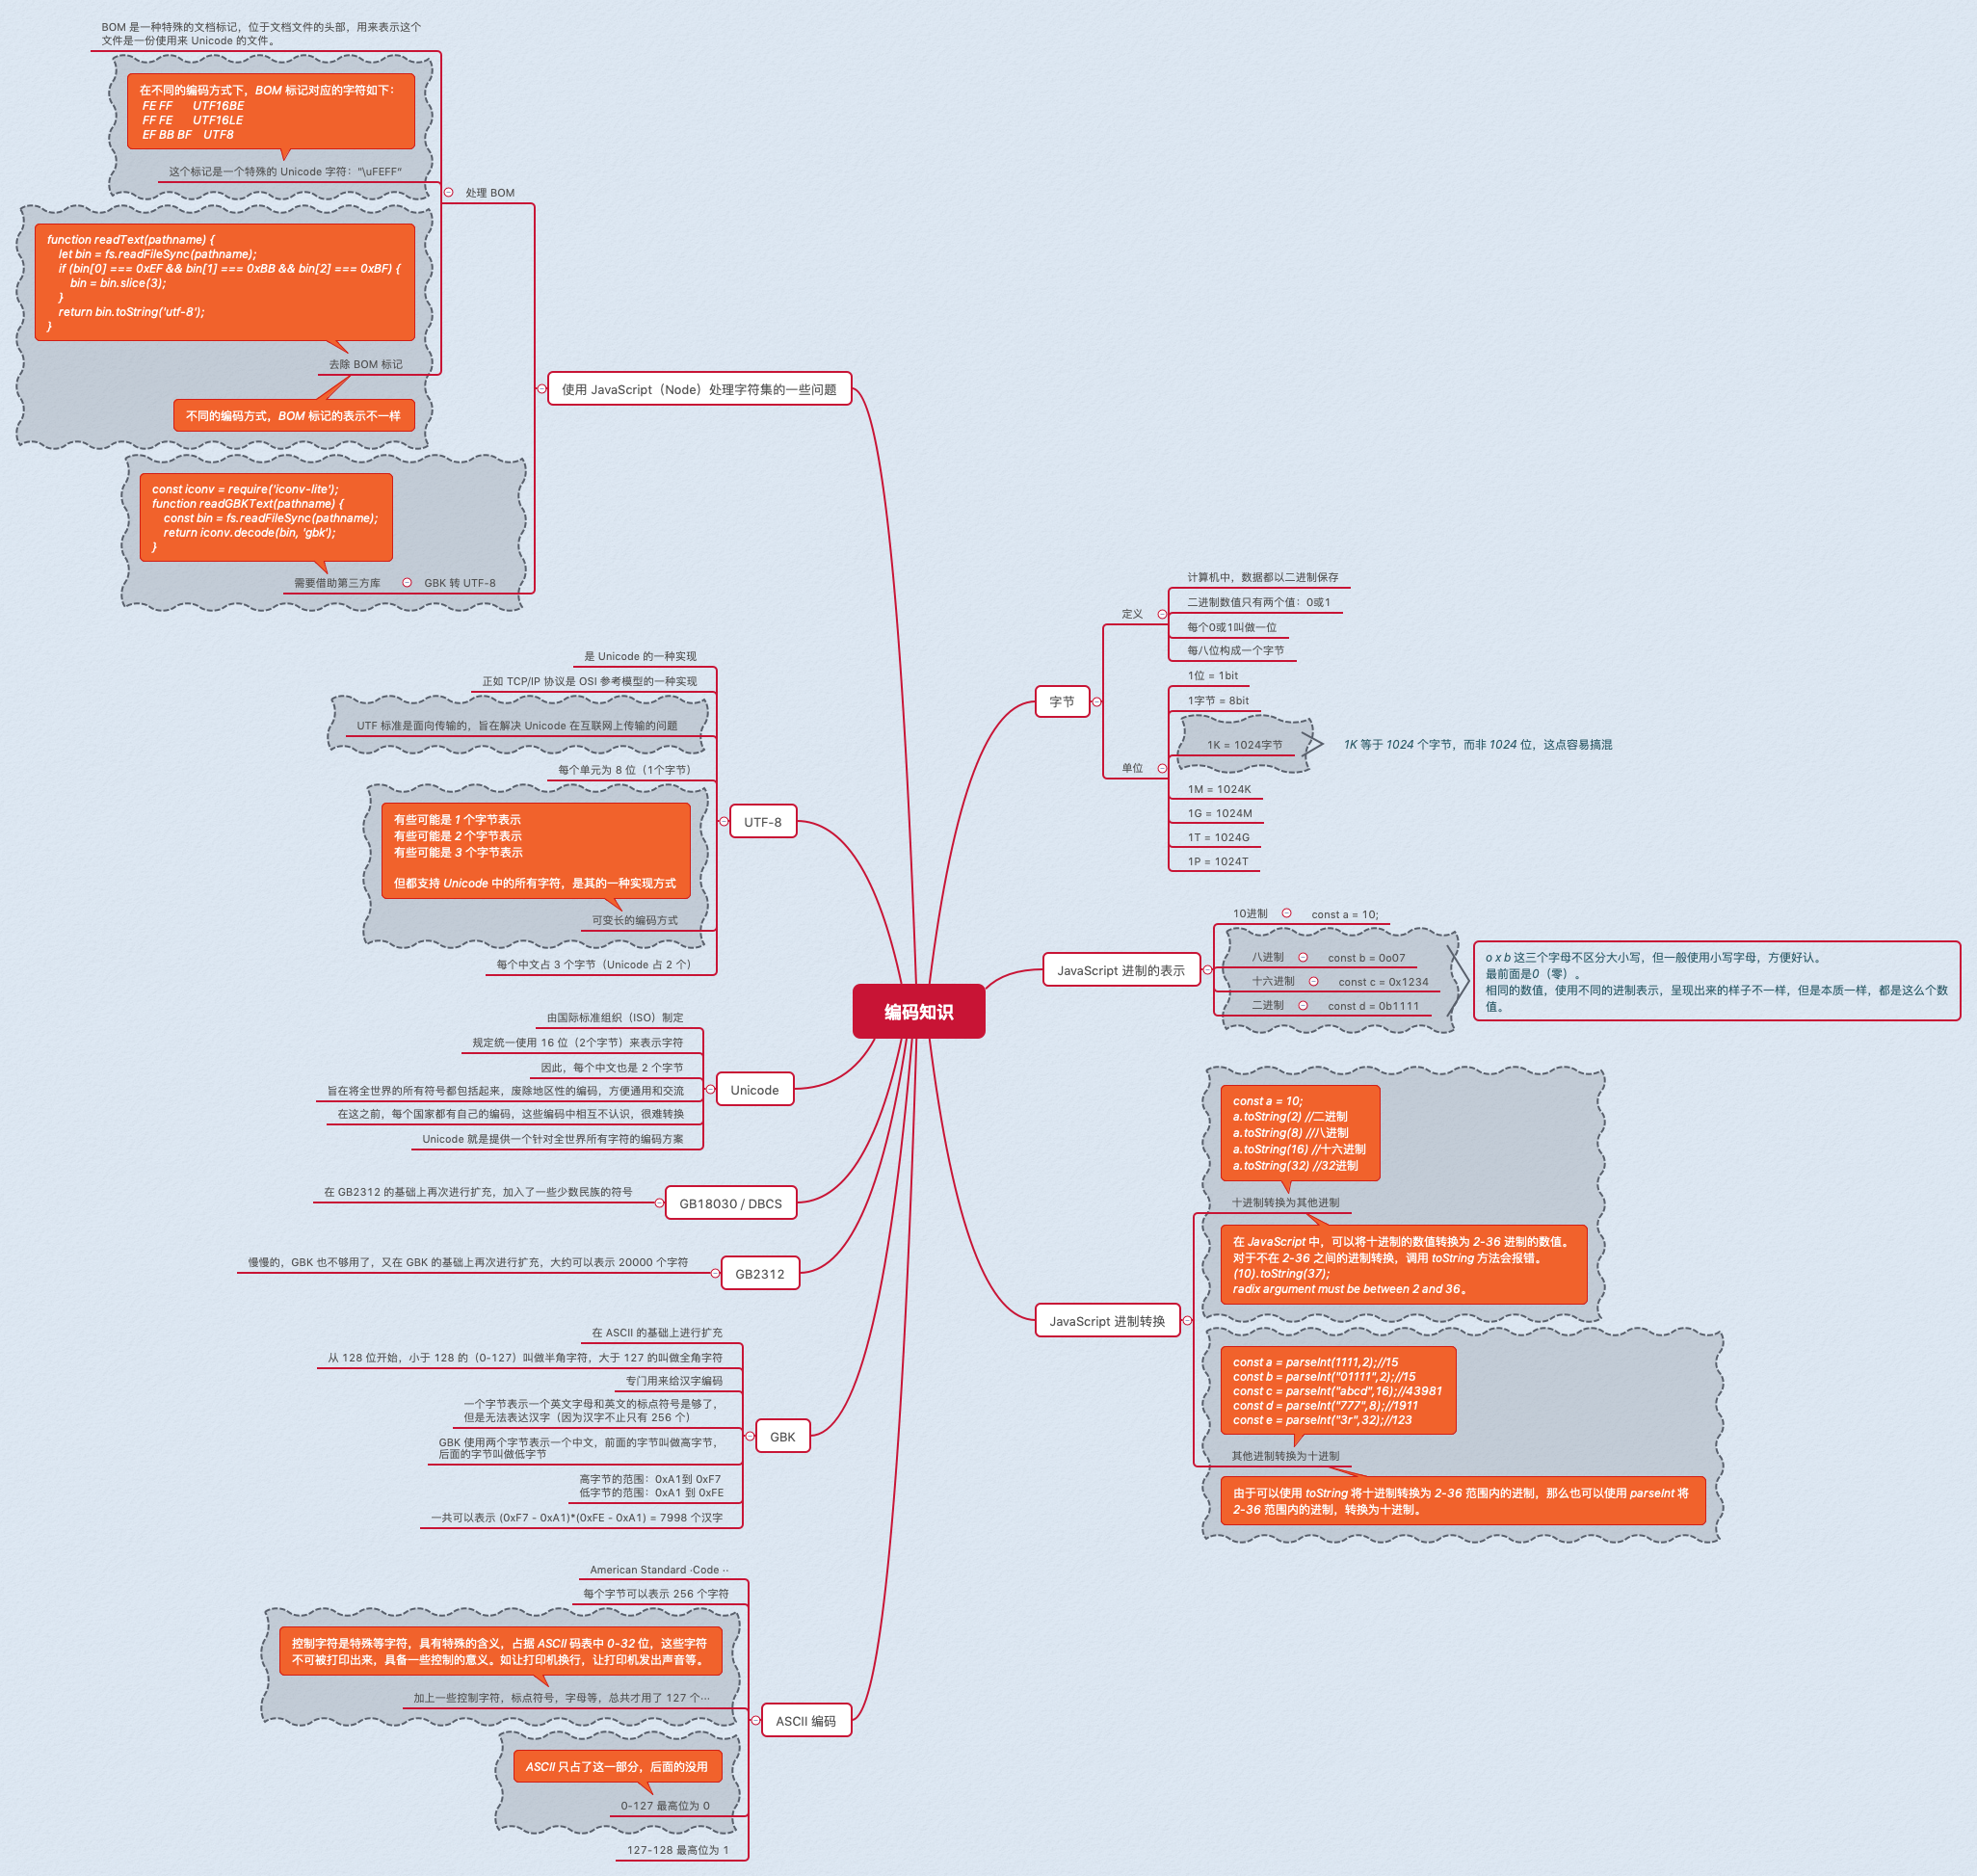 编码知识
字节
定义
计算机中，数据都以二进制保存
二进制数值只有两个值：0或1
每个0或1叫做一位
每八位构成一个字节
单位
1位 = 1bit
1字节 = 8bit
1K = 1024字节
1K 等于 1024 个字节，而非 1024 位，这点容易搞混
1M = 1024K
1G = 1024M
1T = 1024G
1P = 1024T
JavaScript 进制的表示
10进制
const a = 10;
八进制
const b = 0o07
十六进制
const c = 0x1234
二进制
const d = 0b1111
o x b 这三个字母不区分大小写，但一般使用小写字母，方便好认。
最前面是0（零）。
相同的数值，使用不同的进制表示，呈现出来的样子不一样，但是本质一样，都是这么个数
值。
JavaScript 进制转换
const a = 10;
a.toString(2) //二进制
a.toString(8) //八进制
a.toString(16) //十六进制
a.toString(32) //32进制
十进制转换为其他进制
在 JavaScript 中，可以将十进制的数值转换为 2-36 进制的数值。
对于不在 2-36 之间的进制转换，调用 toString 方法会报错。
(10).toString(37);
radix argument must be between 2 and 36。
const a = parseInt(1111,2);//15
const b = parseInt("01111",2);//15
const c = parseInt("abcd",16);//43981
const d = parseInt("777",8);//1911
const e = parseInt("3r",32);//123
其他进制转换为十进制
由于可以使用 toString 将十进制转换为 2-36 范围内的进制，那么也可以使用 parseInt 将
2-36 范围内的进制，转换为十进制。
使用 JavaScript（Node）处理字符集的一些问题
处理 BOM
BOM 是一种特殊的文档标记，位于文档文件的头部，用来表示这个
文件是一份使用来 Unicode 的文件。
在不同的编码方式下，BOM 标记对应的字符如下：
FE FF UTF16BE
FF FE UTF16LE
EF BB BF UTF8
这个标记是一个特殊的 Unicode 字符："\uFEFF"
function readText(pathname) {
let bin = fs.readFileSync(pathname);
if (bin[0] === 0xEF && bin[1] === 0xBB && bin[2] === 0xBF) {
bin = bin.slice(3);
}
return bin.toString('utf-8');
}
去除 BOM 标记
不同的编码方式，BOM 标记的表示不一样
const iconv = require('iconv-lite');
function readGBKText(pathname) {
const bin = fs.readFileSync(pathname);
return iconv.decode(bin, 'gbk');
}
需要借助第三方库
GBK 转 UTF-8
UTF-8
是 Unicode 的一种实现
正如 TCP/IP 协议是 OSI 参考模型的一种实现
UTF 标准是面向传输的，旨在解决 Unicode 在互联网上传输的问题
每个单元为 8 位（1个字节）
有些可能是 1 个字节表示
有些可能是 2 个字节表示
有些可能是 3 个字节表示
但都支持 Unicode 中的所有字符，是其的一种实现方式
可变长的编码方式
每个中文占 3 个字节（Unicode 占 2 个）
Unicode
由国际标准组织（ISO）制定
规定统一使用 16 位（2个字节）来表示字符
因此，每个中文也是 2 个字节
旨在将全世界的所有符号都包括起来，废除地区性的编码，方便通用和交流
在这之前，每个国家都有自己的编码，这些编码中相互不认识，很难转换
Unicode 就是提供一个针对全世界所有字符的编码方案
GB18030 / DBCS
在 GB2312 的基础上再次进行扩充，加入了一些少数民族的符号
GB2312
慢慢的，GBK 也不够用了，又在 GBK 的基础上再次进行扩充，大约可以表示 20000 个字符
GBK
在 ASCII 的基础上进行扩充
从 128 位开始，小于 128 的（0-127）叫做半角字符，大于 127 的叫做全角字符
专门用来给汉字编码
一个字节表示一个英文字母和英文的标点符号是够了，
但是无法表达汉字（因为汉字不止只有 256 个）
GBK 使用两个字节表示一个中文，前面的字节叫做高字节，
后面的字节叫做低字节
高字节的范围：0xA1到 0xF7
低字节的范围：0xA1 到 0xFE
一共可以表示 (0xF7 - 0xA1)*(0xFE - 0xA1) = 7998 个汉字
ASCII 编码
American Standard ·Code ··
每个字节可以表示 256 个字符
控制字符是特殊等字符，具有特殊的含义，占据 ASCII 码表中 0-32 位，这些字符
不可被打印出来，具备一些控制的意义。如让打印机换行，让打印机发出声音等。
加上一些控制字符，标点符号，字母等，总共才用了 127 个···
ASCII 只占了这一部分，后面的没用
0-127 最高位为 0
127-128 最高位为 1